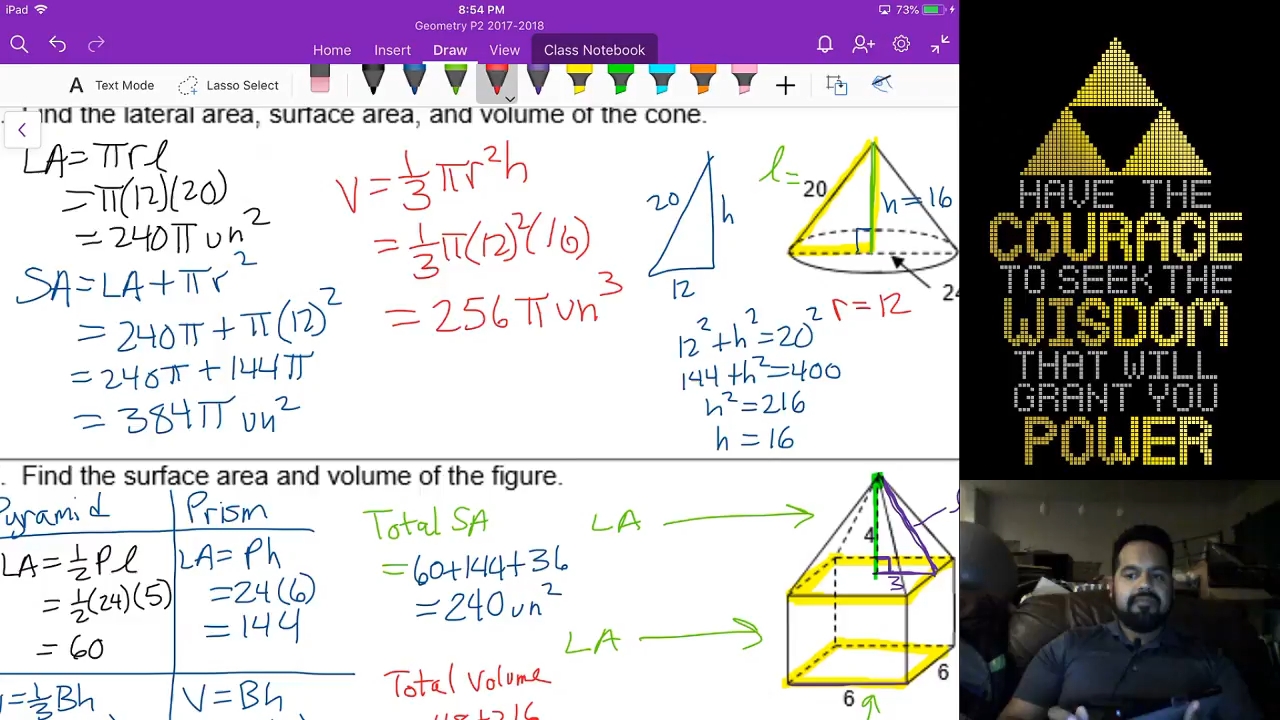 iPad
8:54 PM
73%
Geometry P2 2017-2018
Home Insert Draw View Class Notebook
A Text Mode Lasso Select
ind the lateral area, surface area, and volume of the cone.
LA = πrl
= π(12)(20)
= 240π un²
SA = LA + πr²
= 240π + π(12)²
= 240π + 144π
= 384π un²
V = 1/3 πr²h
= 1/3 π(12)²(16)
= 256π un³
20
h
12
l =
20
h = 16
24
r = 12
12² + h² = 20²
144 + h² = 400
h² = 216
h = 16
. Find the surface area and volume of the figure.
Pyramid
LA = 1/2 Pl
= 1/2 (24)(5)
= 60
= 1/3 Bh
Prism
LA = Ph
= 24(6)
= 144
V = Bh
Total SA
= 60+144+36
= 240 un²
Total Volume
48+216
LA
LA
4
3
6
6
HAVE THE
COURAGE
TO SEEK THE
WISDOM
THAT WILL
GRANT YOU
POWER